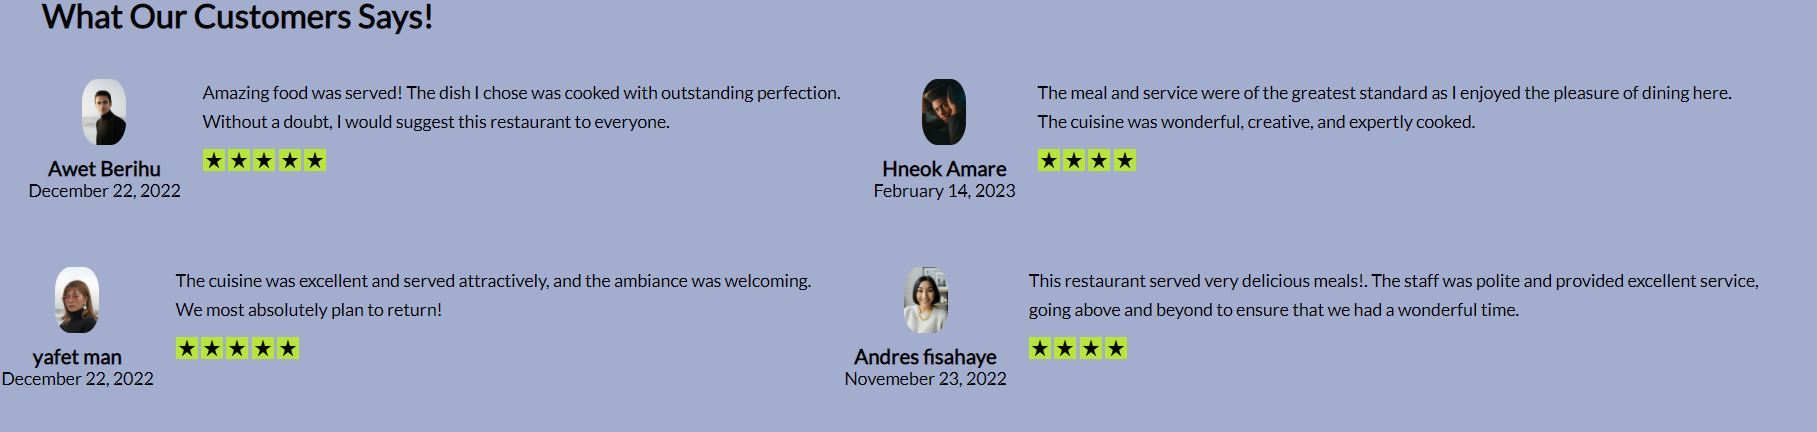 What Our Customers Says!
Amazing food was served! The dish I chose was cooked with outstanding perfection.
Without a doubt, I would suggest this restaurant to everyone.
Awet Berihu
December 22, 2022
The meal and service were of the greatest standard as I enjoyed the pleasure of dining here.
The cuisine was wonderful, creative, and expertly cooked.
Hneok Amare
February 14, 2023
The cuisine was excellent and served attractively, and the ambiance was welcoming.
We most absolutely plan to return!
yafet man
December 22, 2022
This restaurant served very delicious meals!. The staff was polite and provided excellent service,
going above and beyond to ensure that we had a wonderful time.
Andres fisahaye
Novemeber 23, 2022